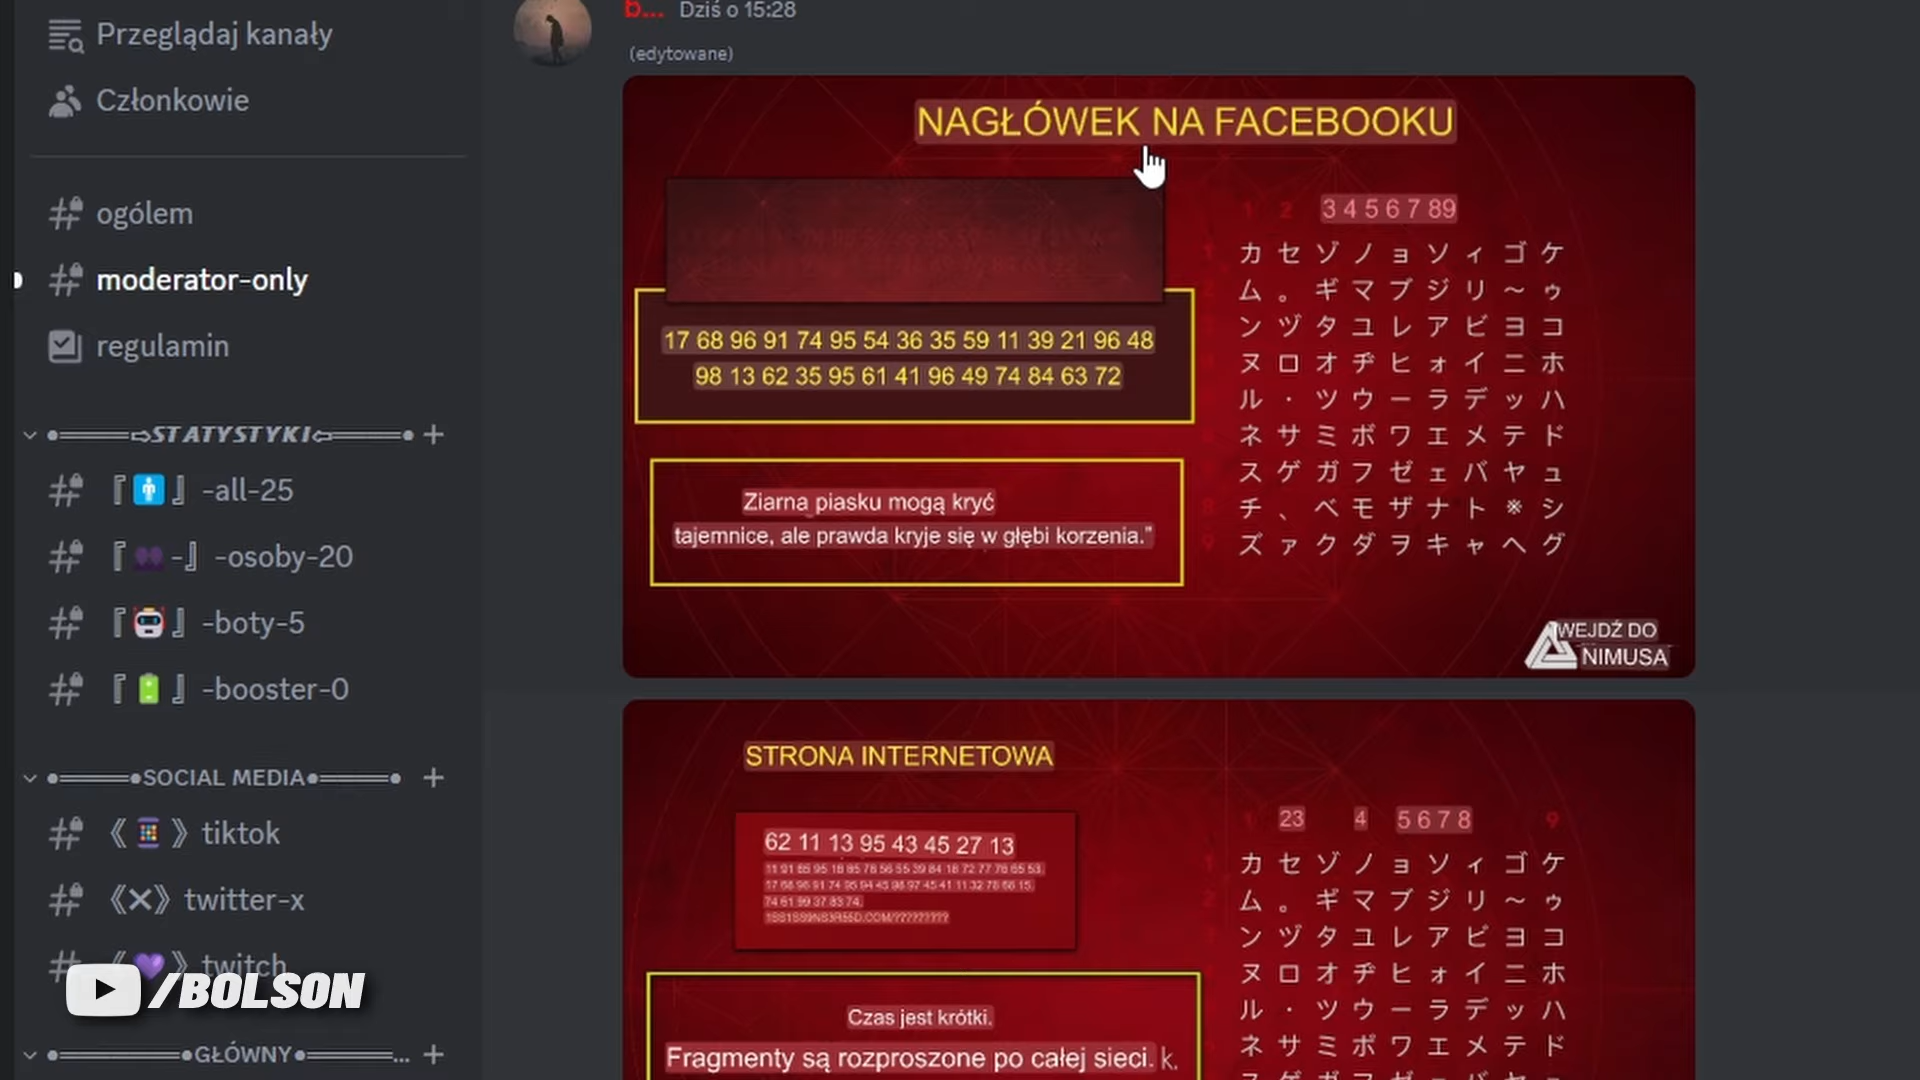 Przeglądaj kanały
Członkowie
ogólem
moderator-only
regulamin
STATYSTYKI
-all-25
-osoby-20
-boty-5
-booster-0
SOCIAL MEDIA
tiktok
twitter-x
twitch
/BOLSON
GŁÓWNY
b... Dziś o 15:28
(edytowane)
NAGŁÓWEK NA FACEBOOKU
17 68 96 91 74 95 54 36 35 59 11 39 21 96 48
98 13 62 35 95 61 41 96 49 74 84 63 72
Ziarna piasku mogą kryć
tajemnice, ale prawda kryje się w głębi korzenia."
1 2 3 4 5 6 7 89
カ セ ゾ ノ ョ ソ ィ ゴ ケ
ム 。 ギ マ ブ ジ リ ～ ゥ
ン ヅ タ ユ レ ア ビ ヨ コ
ヌ ロ オ ヂ ヒ ォ イ ニ ホ
ル ・ ツ ウ ー ラ デ ッ ハ
ネ サ ミ ボ ワ エ メ テ ド
ス ゲ ガ フ ゼ ェ バ ヤ ュ
チ 、 ベ モ ザ ナ ト ※ シ
ズ ァ ク ダ ヲ キ ャ ヘ グ
WEJDŹ DO
NIMUSA
STRONA INTERNETOWA
62 11 13 95 43 45 27 13
Czas jest krótki.
Fragmenty są rozproszone po całej sieci. k.
1 23 4 5 6 7 8 9
カ セ ゾ ノ ョ ソ ィ ゴ ケ
ム 。 ギ マ ブ ジ リ ～ ゥ
ン ヅ タ ユ レ ア ビ ヨ コ
ヌ ロ オ ヂ ヒ ォ イ ニ ホ
ル ・ ツ ウ ー ラ デ ッ ハ
ネ サ ミ ボ ワ エ メ テ ド